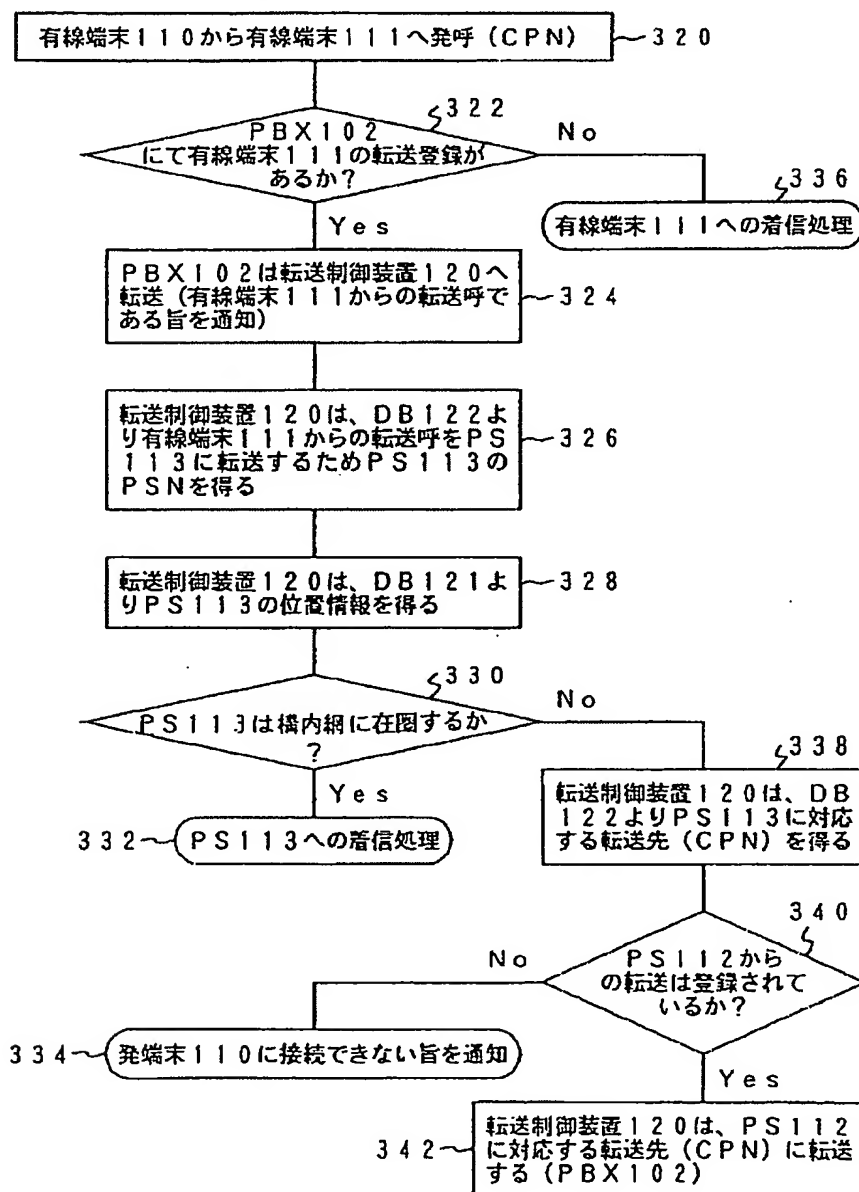 有線端末110から有線端末111へ発呼（CPN）
320
322
PBX102
にて有線端末111の転送登録が
あるか？
No
336
有線端末111への着信処理
Yes
PBX102は転送制御装置120へ
転送（有線端末111からの転送呼で
ある旨を通知）
324
転送制御装置120は、DB122よ
り有線端末111からの転送呼をPS
113に転送するためPS113の
PSNを得る
326
転送制御装置120は、DB121よ
りPS113の位置情報を得る
328
330
PS113は構内網に在圏するか
？
No
Yes
332
PS113への着信処理
338
転送制御装置120は、DB
122よりPS113に対応
する転送先（CPN）を得る
340
PS112から
の転送は登録されて
いるか？
No
334
発端末110に接続できない旨を通知
Yes
342
転送制御装置120は、PS112
に対応する転送先（CPN）に転送
する（PBX102）